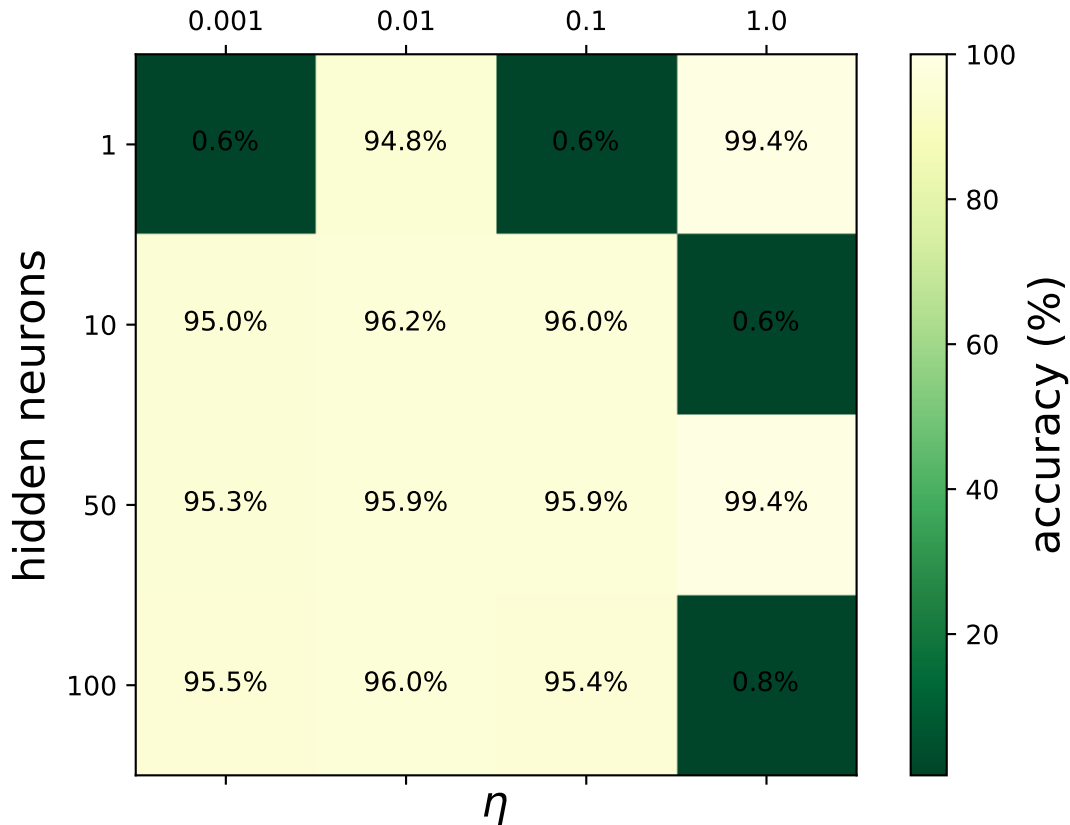 0.001 0.01 0.1 1.0
1 0.6% 94.8% 0.6% 99.4%
10 95.0% 96.2% 96.0% 0.6%
50 95.3% 95.9% 95.9% 99.4%
100 95.5% 96.0% 95.4% 0.8%
hidden neurons
η
100
80
60
40
20
accuracy (%)